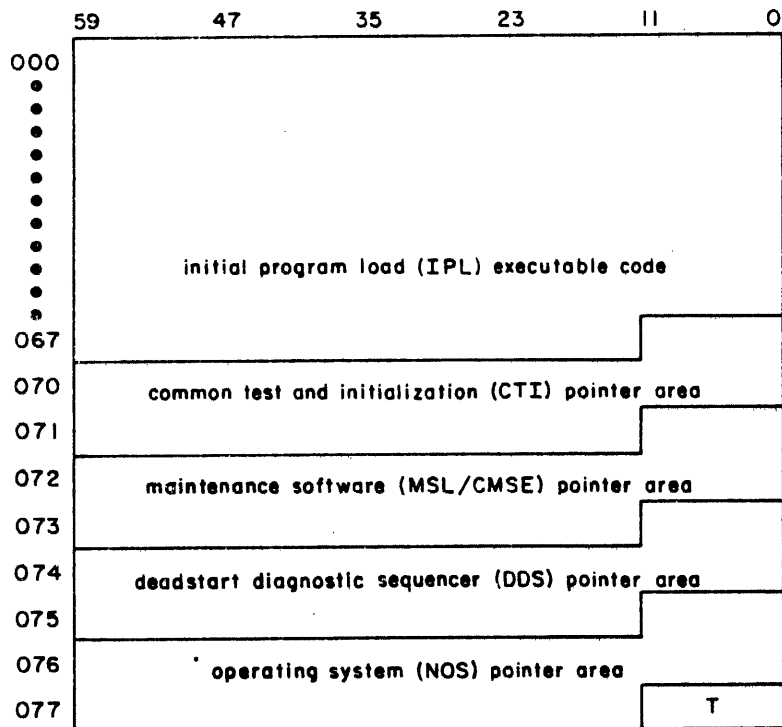 59 47 35 23 11 0
000
initial program load (IPL) executable code
067
070 common test and initialization (CTI) pointer area
071
072 maintenance software (MSL/CMSE) pointer area
073
074 deadstart diagnostic sequencer (DDS) pointer area
075
076 operating system (NOS) pointer area
077 T